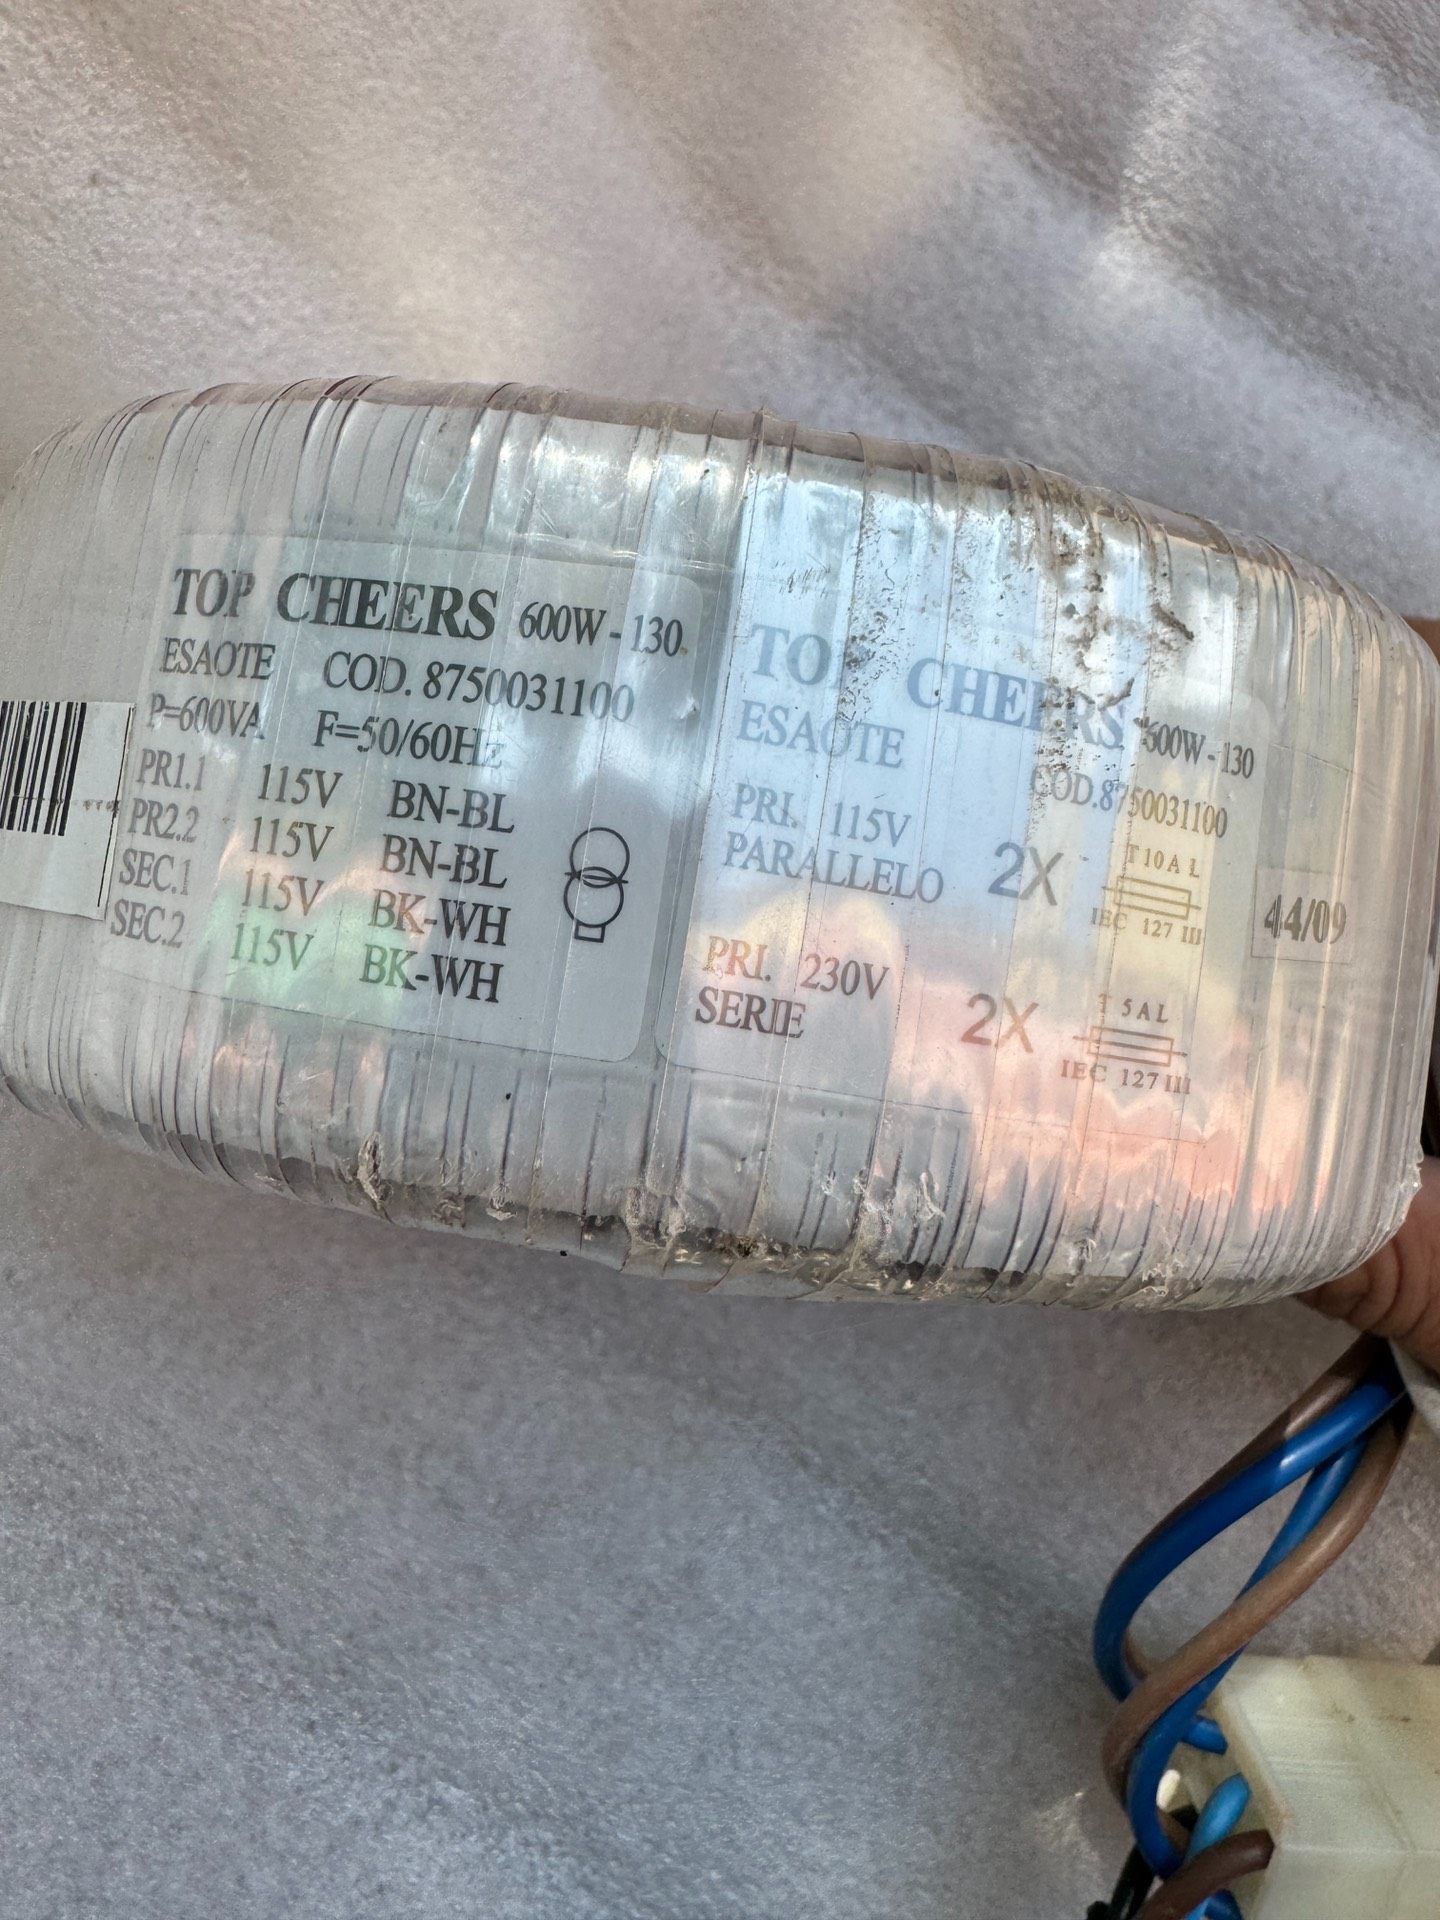 TOP CHEERS 600W - 130
ESAOTE COD. 8750031100
P=600VA F=50/60Hz
PR1.1 115V BN-BL
PR2.2 115V BN-BL
SEC.1 115V BK-WH
SEC.2 115V BK-WH
TOP CHEERS 600W - 130
ESAOTE COD.8750031100
PRI. 115V
PARALLELO 2X
T10A L
IEC 127 III
PRI. 230V
SERIE 2X
T 5A L
IEC 127 III
44/09